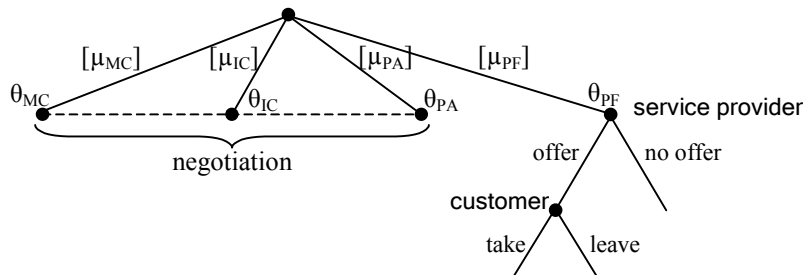 [μMC] [μIC] [μPA] [μPF]
θMC θIC θPA θPF service provider
negotiation offer no offer
customer
take leave